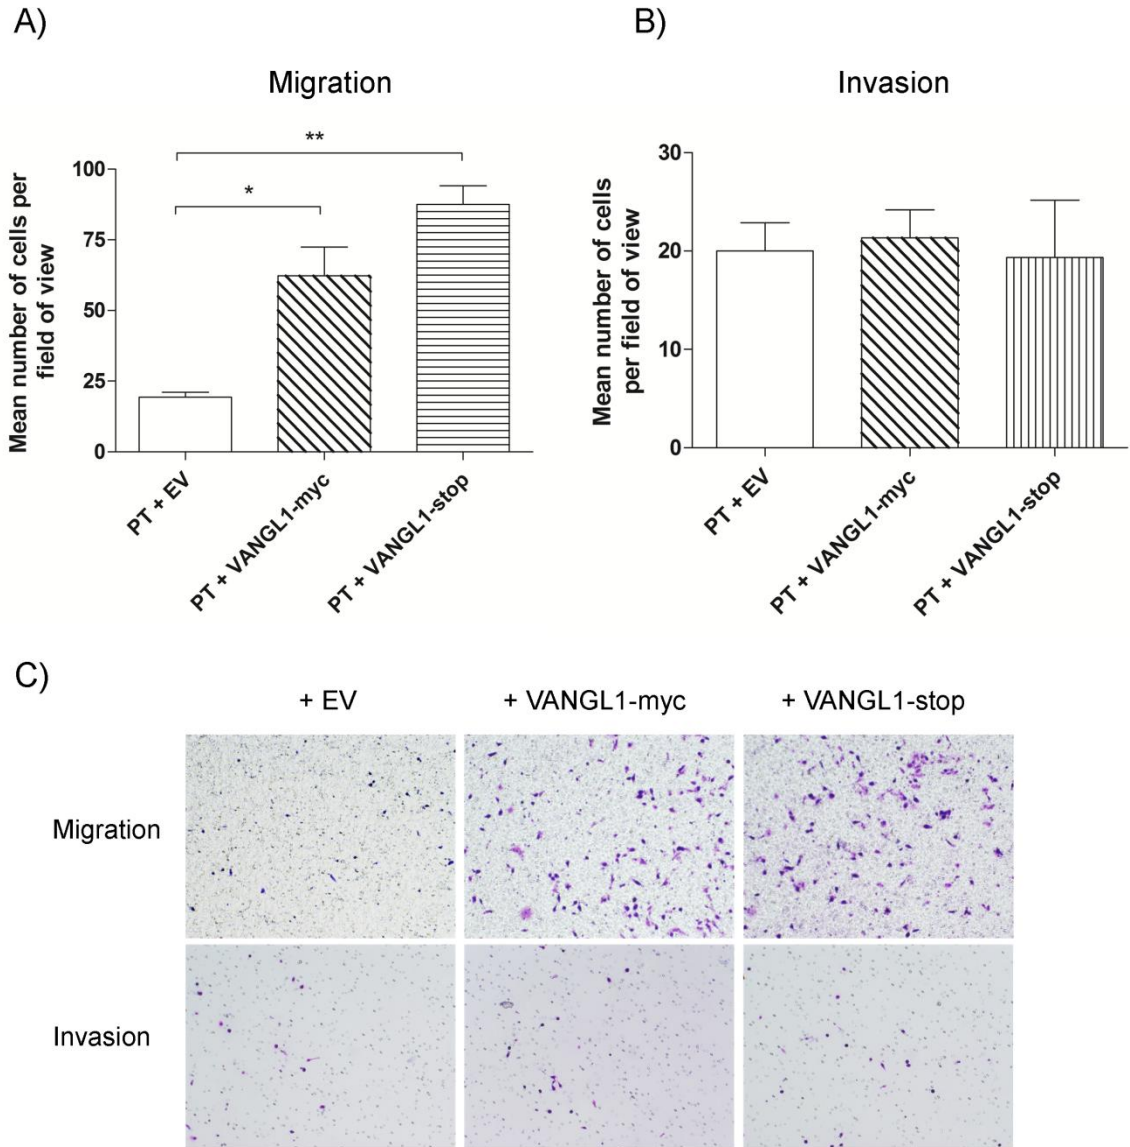 A)
Migration
**
*
100
75
50
25
0
Mean number of cells per
field of view
PT + EV
PT + VANGL1-myc
PT + VANGL1-stop
B)
Invasion
30
20
10
0
Mean number of cells
per field of view
PT + EV
PT + VANGL1-myc
PT + VANGL1-stop
C)
+ EV
+ VANGL1-myc
+ VANGL1-stop
Migration
Invasion